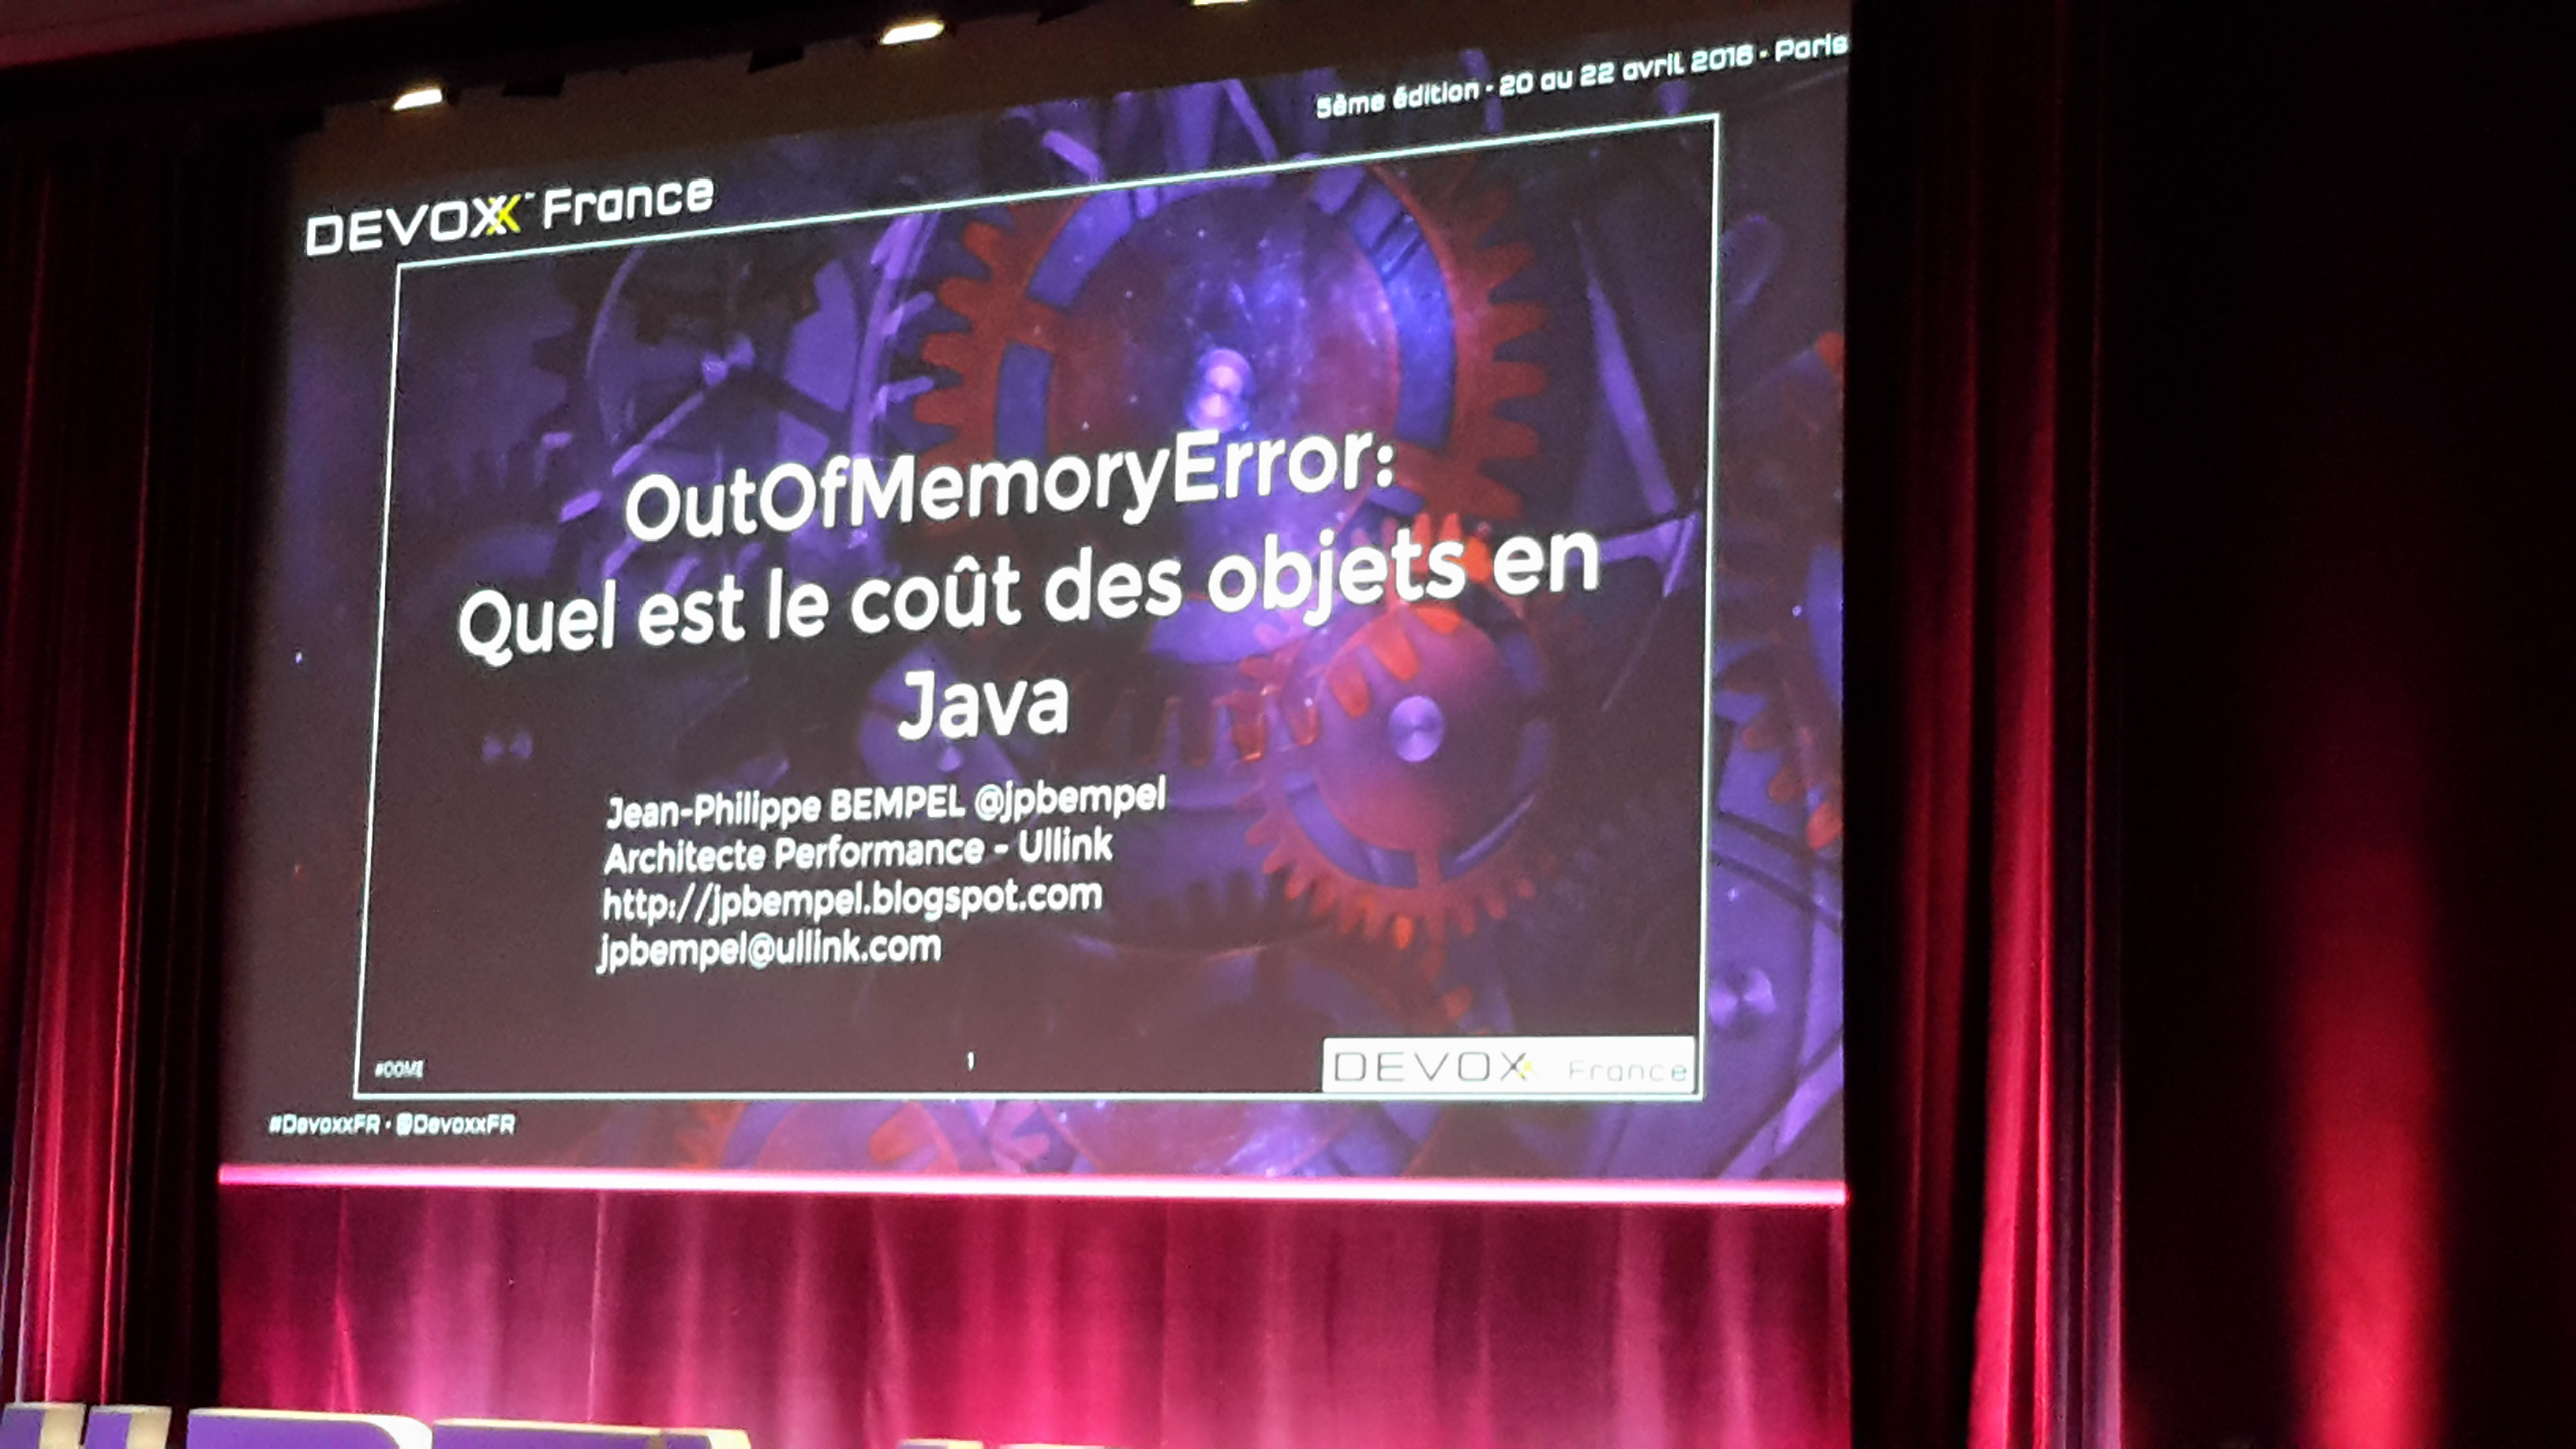 5ème édition - 20 au 22 avril 2016 - Paris
DEVOXX™ France
OutOfMemoryError:
Quel est le coût des objets en
Java
Jean-Philippe BEMPEL @jpbempel
Architecte Performance - Ullink
http://jpbempel.blogspot.com
jpbempel@ullink.com
#OOME
1
DEVOXX France
#DevoxxFR • @DevoxxFR